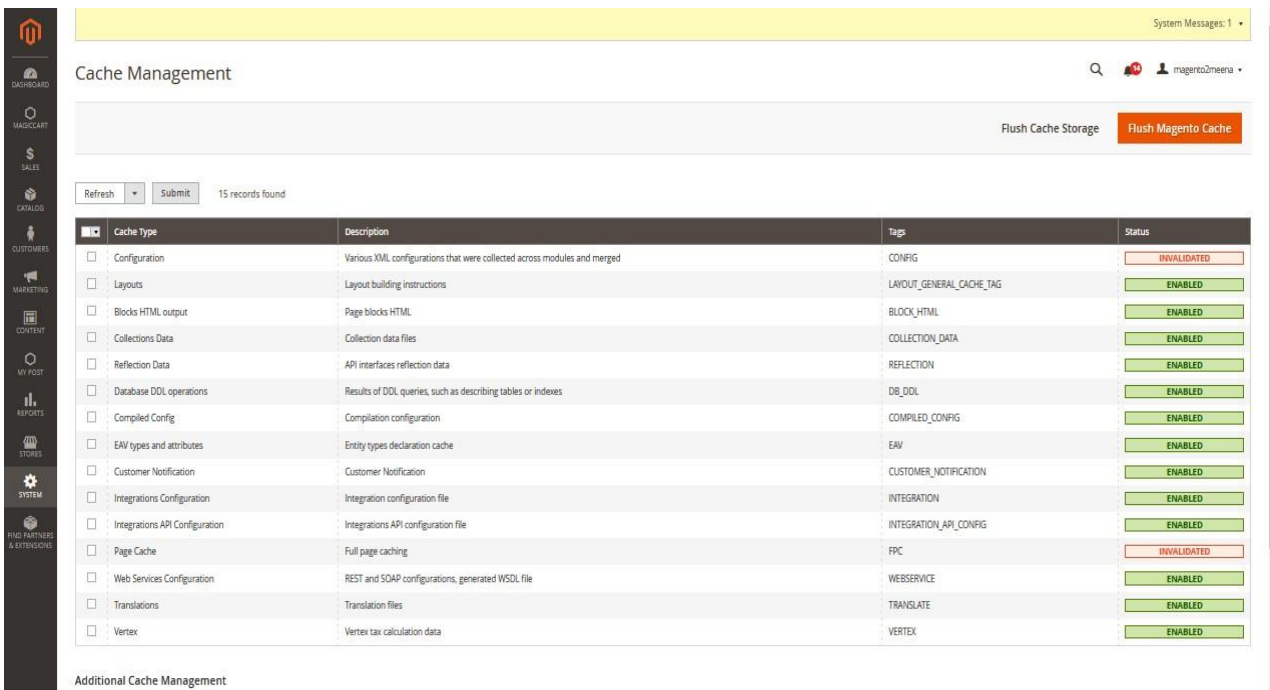 System Messages: 1
DASHBOARD
MAGICCART
SALES
CATALOG
CUSTOMERS
MARKETING
CONTENT
MY POST
REPORTS
STORES
SYSTEM
FIND PARTNERS
& EXTENSIONS
Cache Management
14
magento2meena
Flush Cache Storage
Flush Magento Cache
Refresh
Submit
15 records found
Cache Type Description Tags Status
Configuration Various XML configurations that were collected across modules and merged CONFIG INVALIDATED
Layouts Layout building instructions LAYOUT_GENERAL_CACHE_TAG ENABLED
Blocks HTML output Page blocks HTML BLOCK_HTML ENABLED
Collections Data Collection data files COLLECTION_DATA ENABLED
Reflection Data API interfaces reflection data REFLECTION ENABLED
Database DDL operations Results of DDL queries, such as describing tables or indexes DB_DDL ENABLED
Compiled Config Compilation configuration COMPILED_CONFIG ENABLED
EAV types and attributes Entity types declaration cache EAV ENABLED
Customer Notification Customer Notification CUSTOMER_NOTIFICATION ENABLED
Integrations Configuration Integration configuration file INTEGRATION ENABLED
Integrations API Configuration Integrations API configuration file INTEGRATION_API_CONFIG ENABLED
Page Cache Full page caching FPC INVALIDATED
Web Services Configuration REST and SOAP configurations, generated WSDL file WEBSERVICE ENABLED
Translations Translation files TRANSLATE ENABLED
Vertex Vertex tax calculation data VERTEX ENABLED
Additional Cache Management